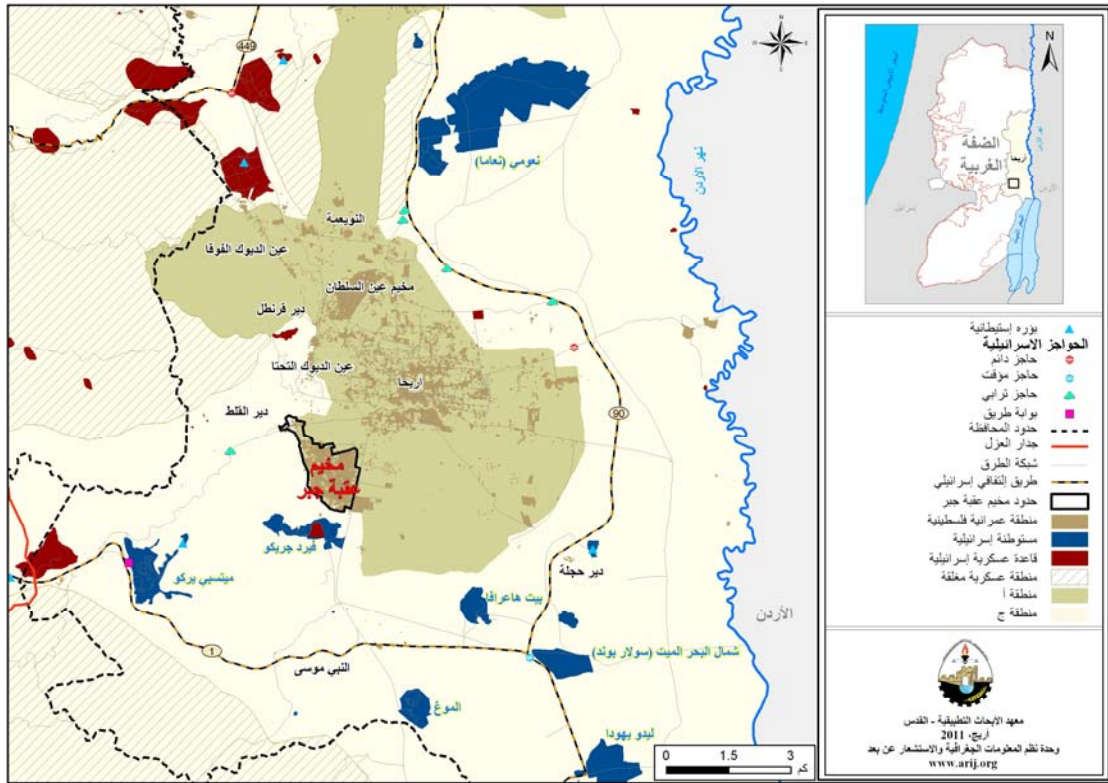 449
N
W
E
S
نعومي (نعاما)
نهر الأردن
النويعمة
عين الديوك الفوقا
مخيم عين السلطان
دير قرنطل
عين الديوك التحتا
أريحا
دير القلط
90
مخيم
عقبة جبر
فيرد جريكو
ميتسبي يركو
دير حجلة
بيت هاعرافا
الأردن
شمال البحر الميت (سولار بوند)
1
النبي موسى
الموغ
ليدو يهودا
0
1.5
3
كم
N
البحر الأبيض المتوسط
الضفة
الغربية
أريحا
نهر الأردن
الأردن
إسرائيل
البحر الميت
بؤره إستيطانية
الحواجز الاسرائيلية
حاجز دائم
حاجز مؤقت
حاجز ترابي
بوابة طريق
حدود المحافظة
جدار العزل
شبكة الطرق
طريق إلتفافي إسرائيلي
حدود مخيم عقبة جبر
منطقة عمرانية فلسطينية
مستوطنة إسرائيلية
قاعدة عسكرية إسرائيلية
منطقة عسكرية مغلقة
منطقة أ
منطقة ج
معهد الأبحاث التطبيقية - القدس
أريج، 2011
وحدة نظم المعلومات الجغرافية والاستشعار عن بعد
www.arij.org